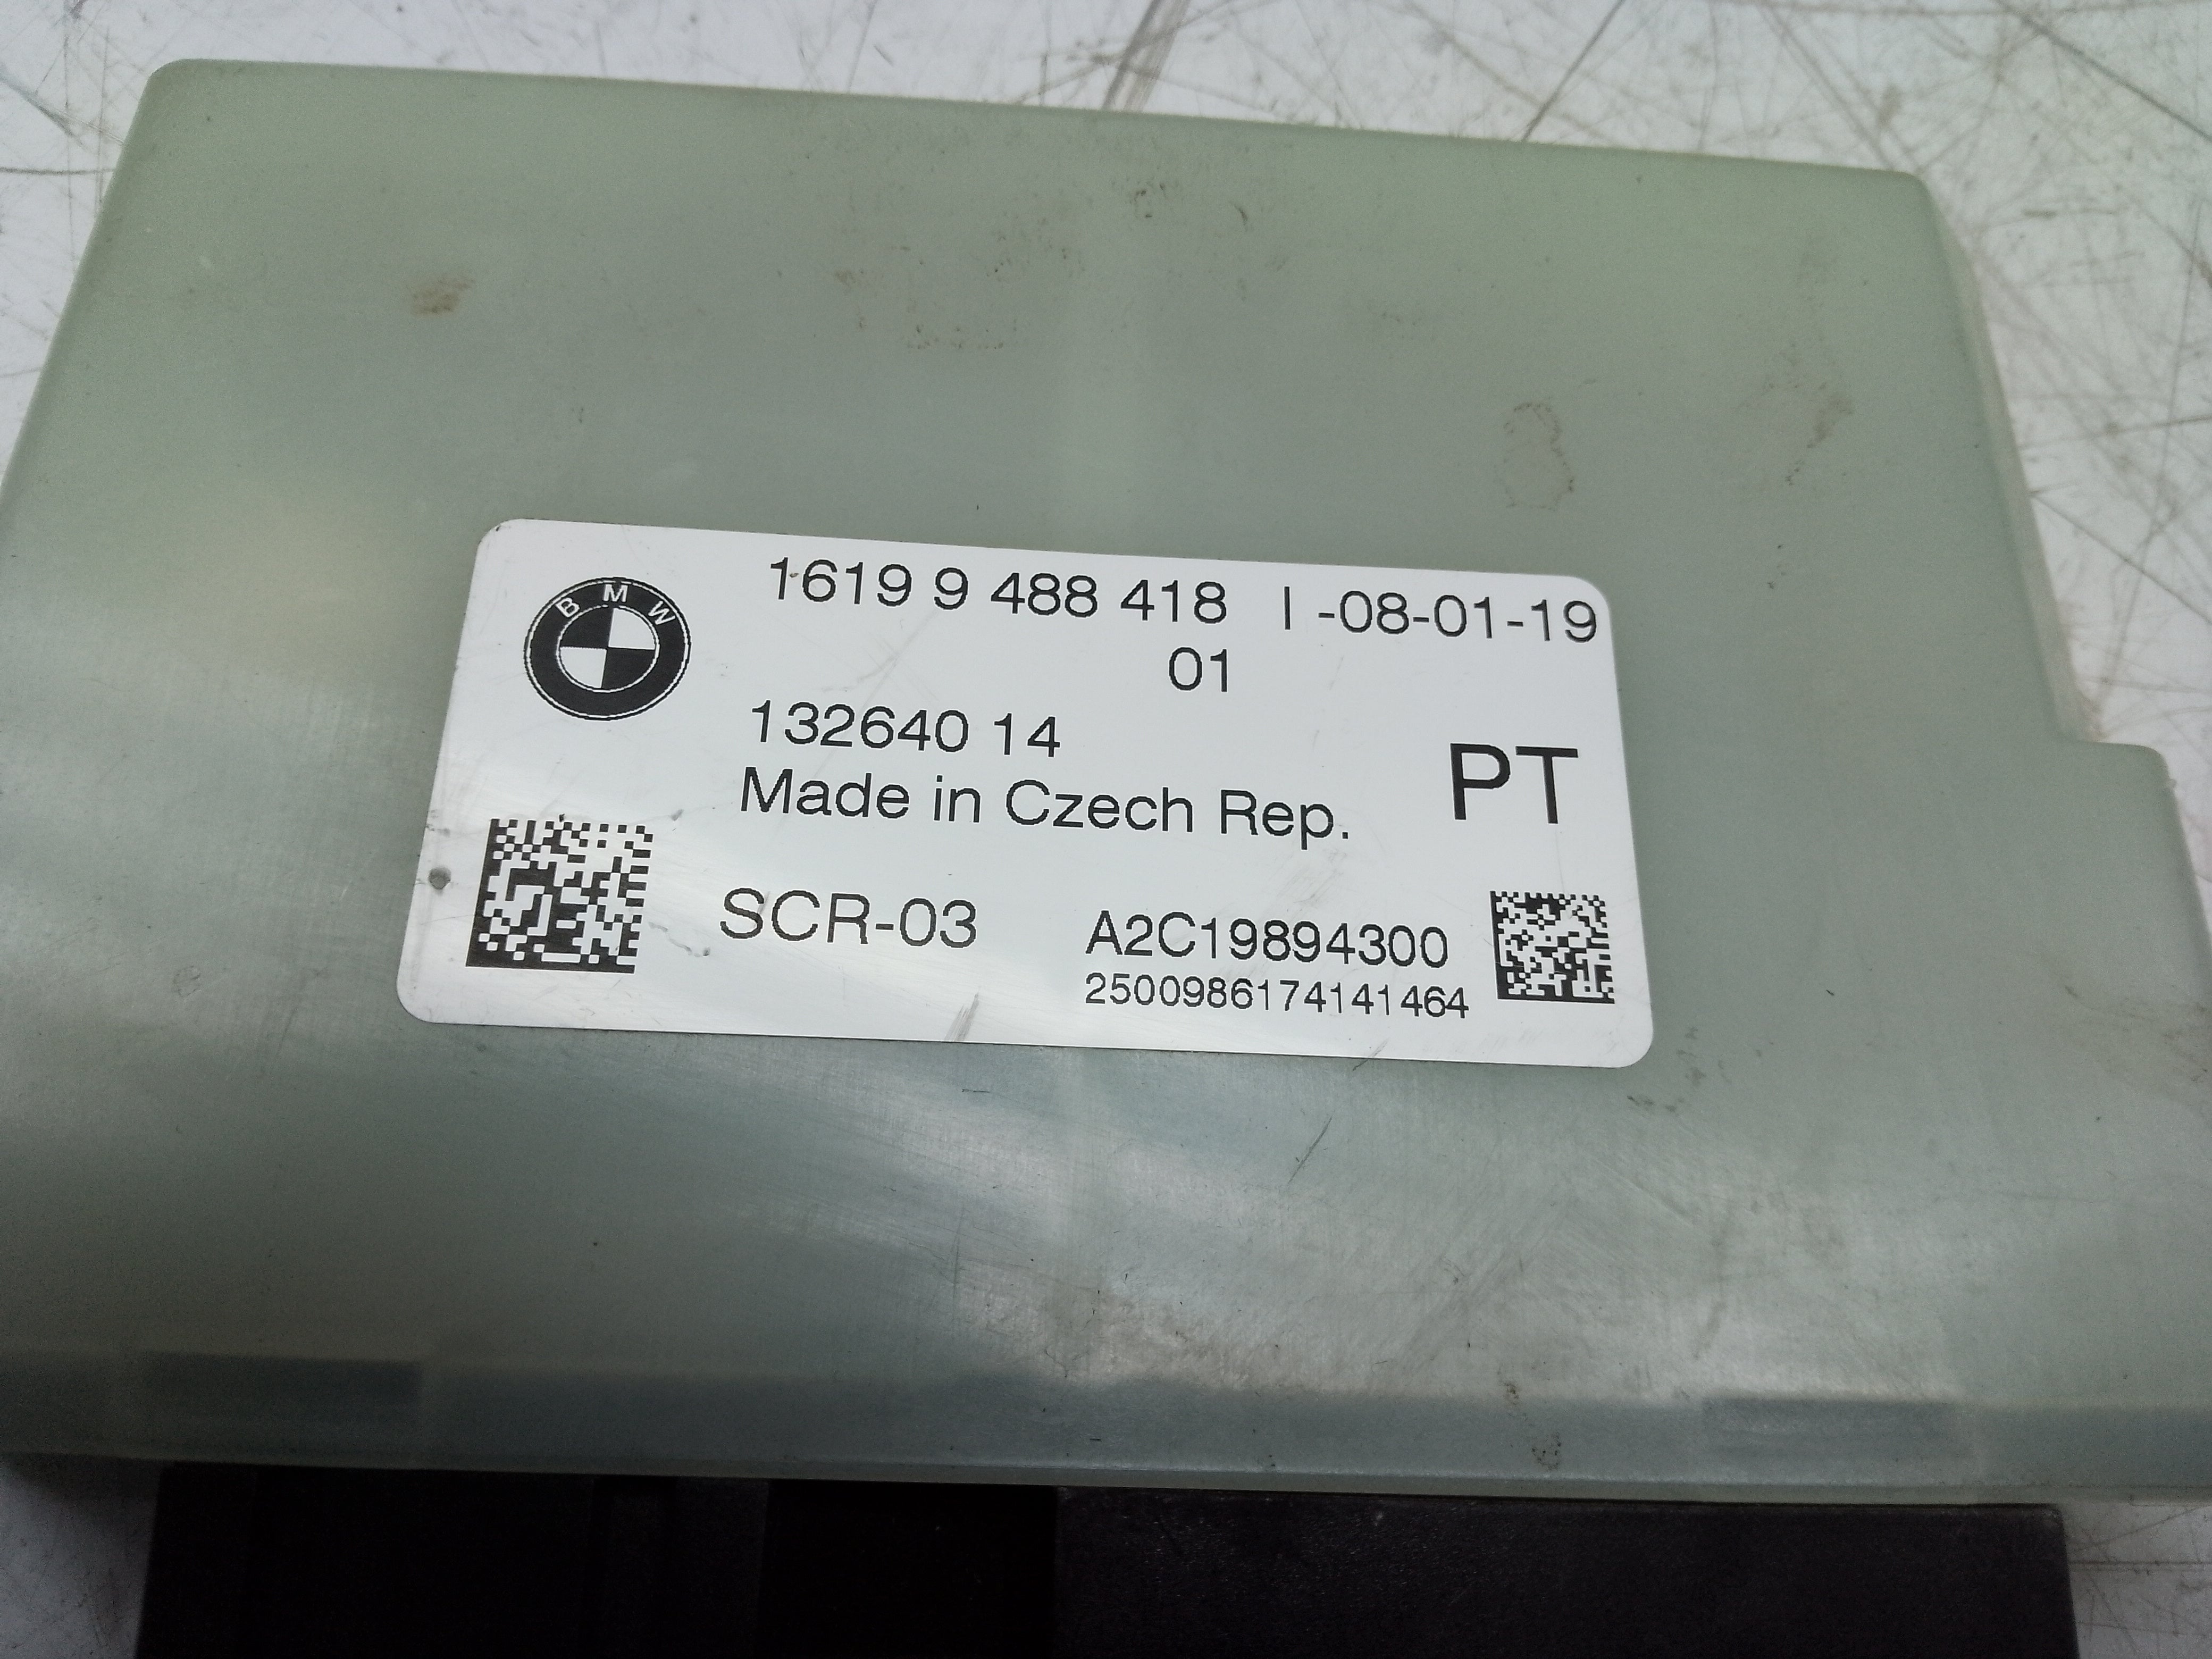 BMW
1619 9 488 418 I -08-01-19
01
132640 14
Made in Czech Rep.
PT
SCR-03
A2C19894300
2500986174141464